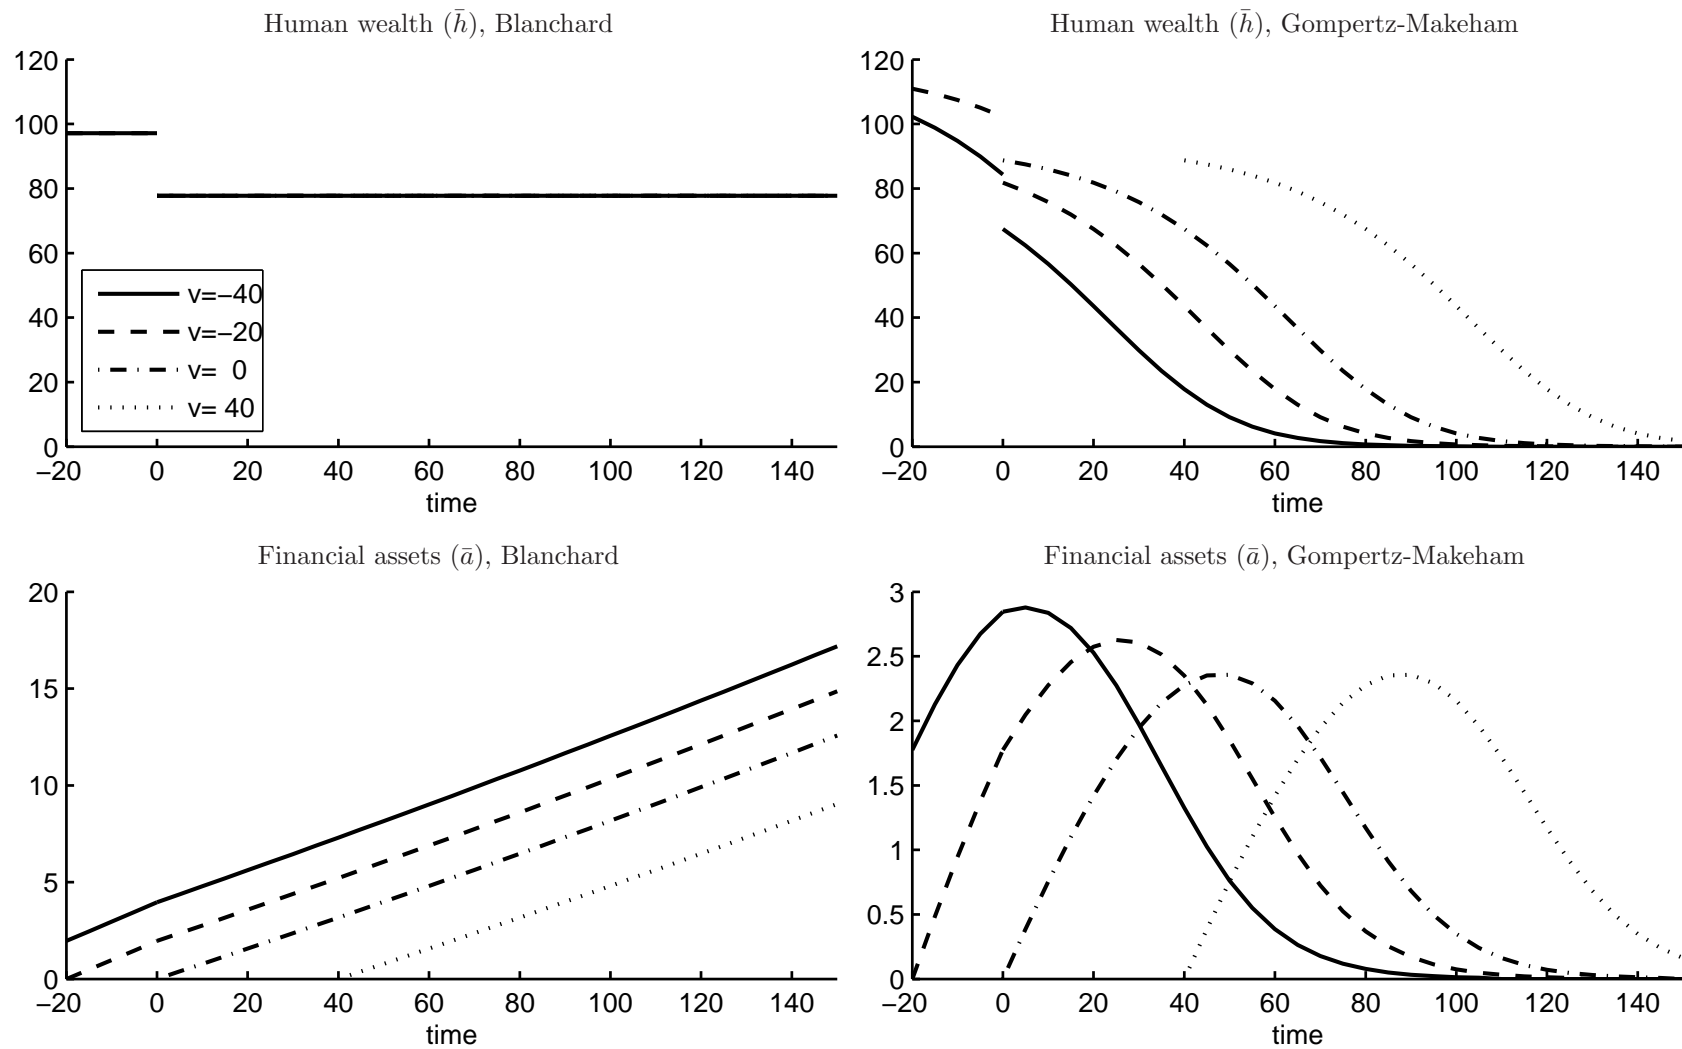 Human wealth (h̄), Blanchard
120
100
80
60
40
20
0
−20 0 20 40 60 80 100 120 140
time
v=−40
v=−20
v= 0
v= 40
Human wealth (h̄), Gompertz-Makeham
120
100
80
60
40
20
0
−20 0 20 40 60 80 100 120 140
time
Financial assets (ā), Blanchard
20
15
10
5
0
−20 0 20 40 60 80 100 120 140
time
Financial assets (ā), Gompertz-Makeham
3
2.5
2
1.5
1
0.5
0
−20 0 20 40 60 80 100 120 140
time